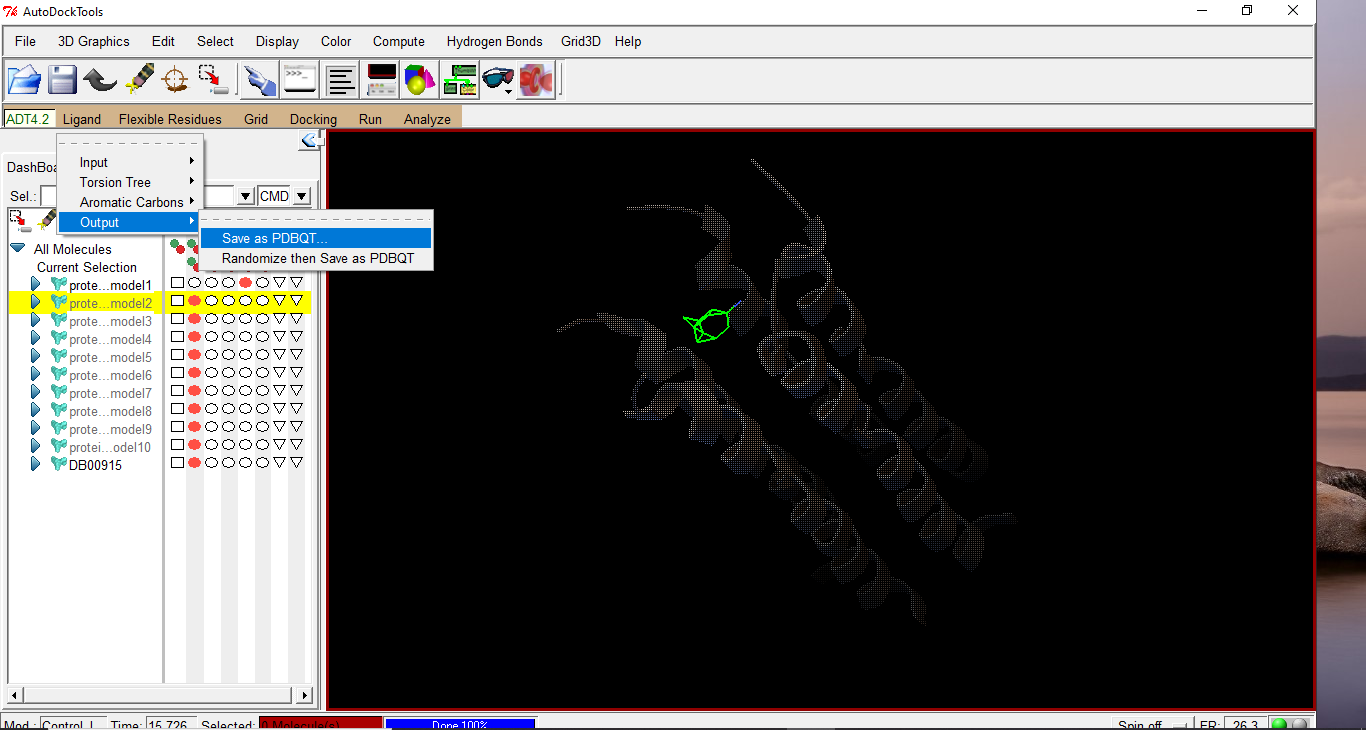 AutoDockTools
File 3D Graphics Edit Select Display Color Compute Hydrogen Bonds Grid3D Help
>>>_
ADT4.2 Ligand Flexible Residues Grid Docking Run Analyze
DashBoa
Input
Torsion Tree
Sel.: CMD
Aromatic Carbons
Output
Save as PDBQT...
Randomize then Save as PDBQT
All Molecules
Current Selection
prote...model1
prote...model2
prote...model3
prote...model4
prote...model5
prote...model6
prote...model7
prote...model8
prote...model9
protei...odel10
DB00915
Mod.: Control_L Time: 15.726 Selected: 0 Molecule(s) Done 100% Spin off FR: 26.3